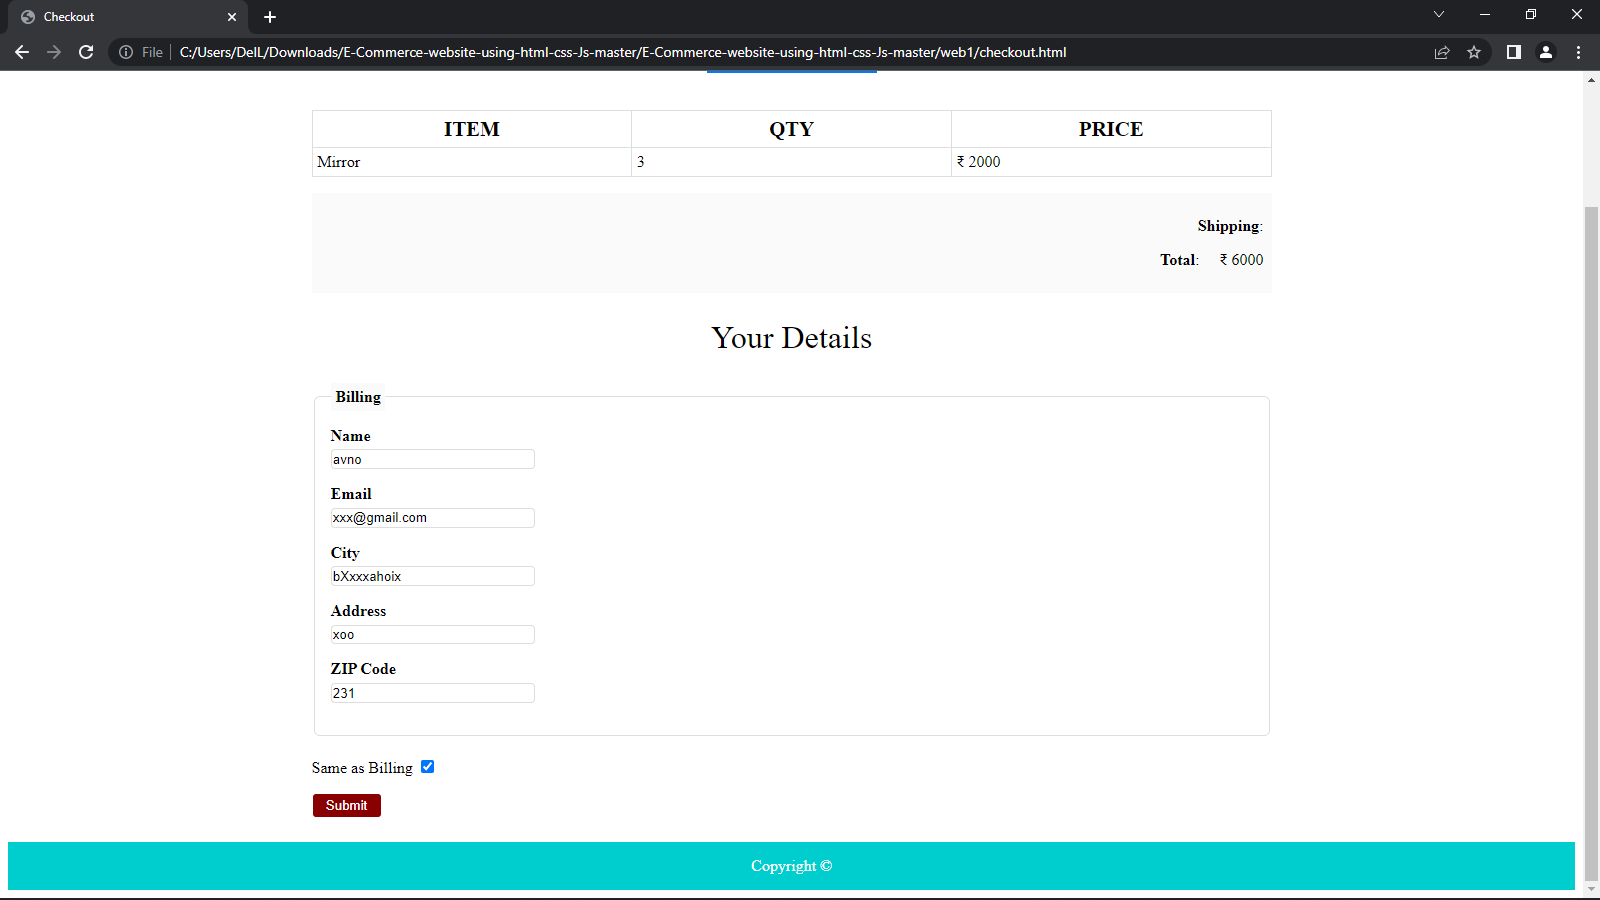 Checkout
File C:/Users/DelL/Downloads/E-Commerce-website-using-html-css-Js-master/E-Commerce-website-using-html-css-Js-master/web1/checkout.html
ITEM QTY PRICE
Mirror 3 ₹ 2000
Shipping:
Total: ₹ 6000
Your Details
Billing
Name
avno
Email
xxx@gmail.com
City
bXxxxahoix
Address
xoo
ZIP Code
231
Same as Billing
Submit
Copyright ©